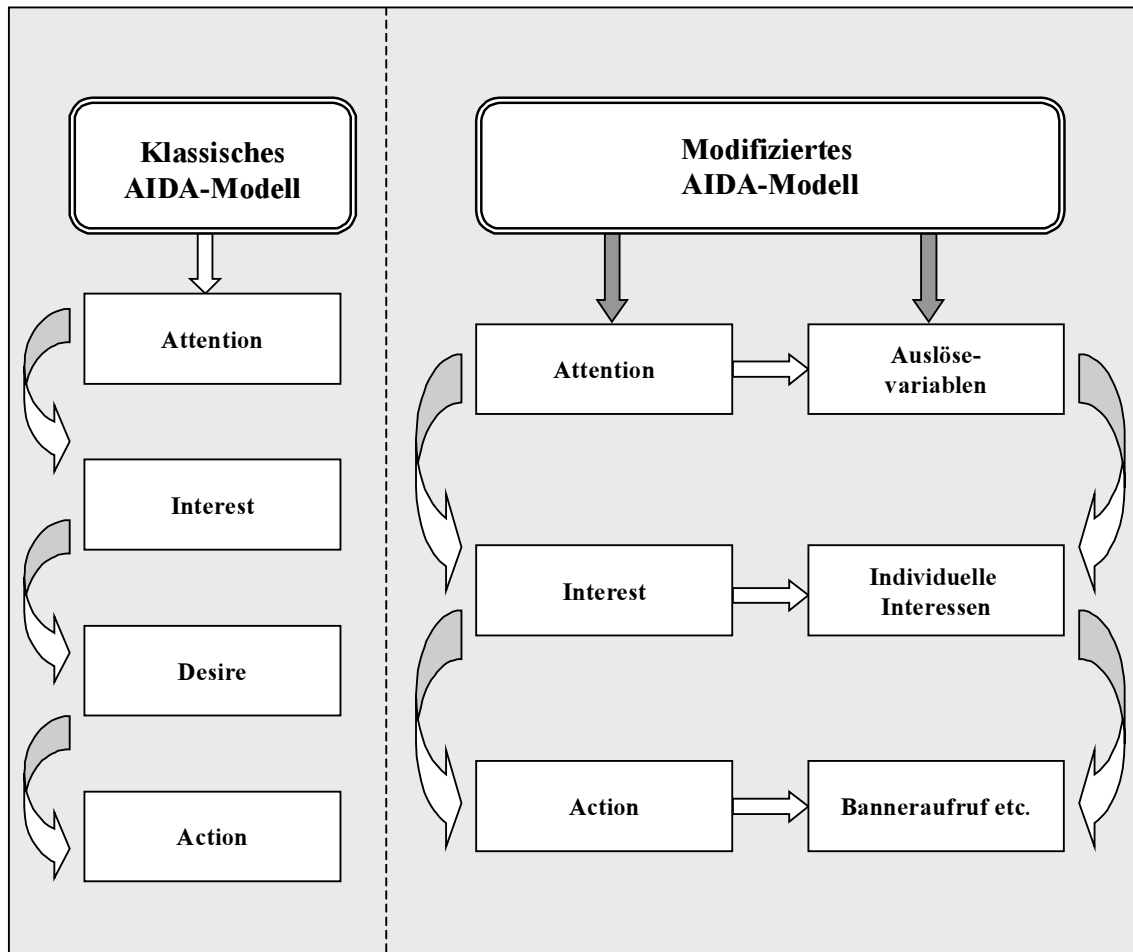 Klassisches
AIDA-Modell
Attention
Interest
Desire
Action
Modifiziertes
AIDA-Modell
Attention
Auslöse-
variablen
Interest
Individuelle
Interessen
Action
Banneraufruf etc.